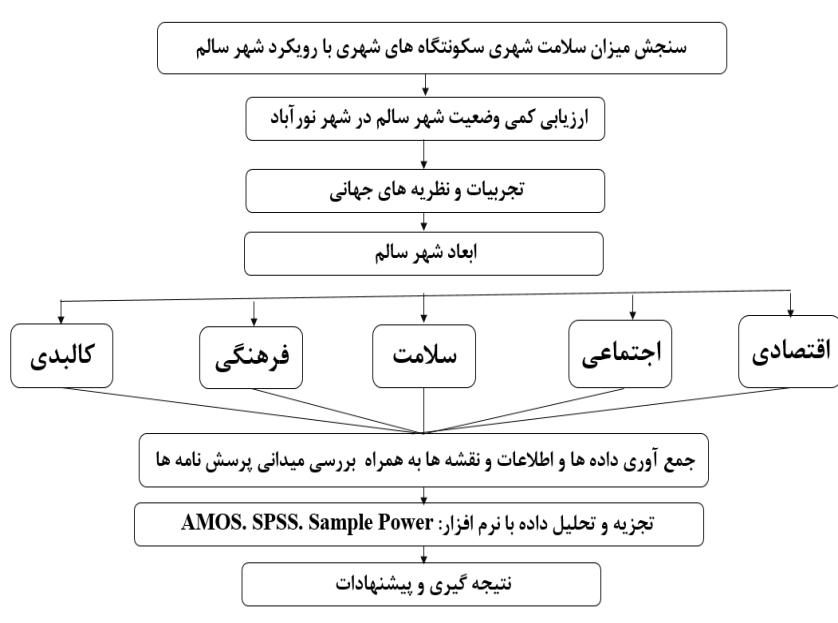 سنجش میزان سلامت شهری سکونتگاه های شهری با رویکرد شهر سالم
ارزیابی کمی وضعیت شهر سالم در شهر نورآباد
تجربیات و نظریه های جهانی
ابعاد شهر سالم
اقتصادی
اجتماعی
سلامت
فرهنگی
کالبدی
جمع آوری داده ها و اطلاعات و نقشه ها به همراه بررسی میدانی پرسش نامه ها
تجزیه و تحلیل داده با نرم افزار: AMOS. SPSS. Sample Power
نتیجه گیری و پیشنهادات